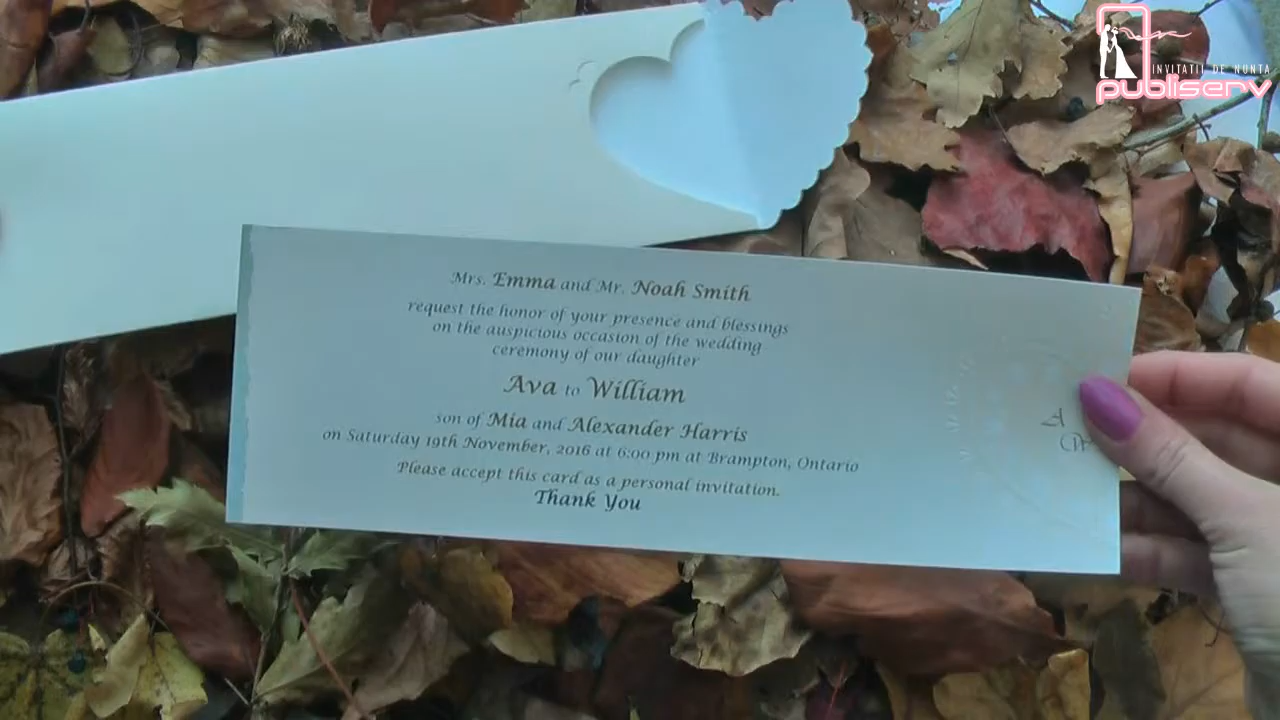 INVITATII DE NUNTA
publiserv
Mrs. Emma and Mr. Noah Smith
request the honor of your presence and blessings
on the auspicious occasion of the wedding
ceremony of our daughter
Ava to William
son of Mia and Alexander Harris
on Saturday 19th November, 2016 at 6:00 pm at Brampton, Ontario
Please accept this card as a personal invitation.
Thank You